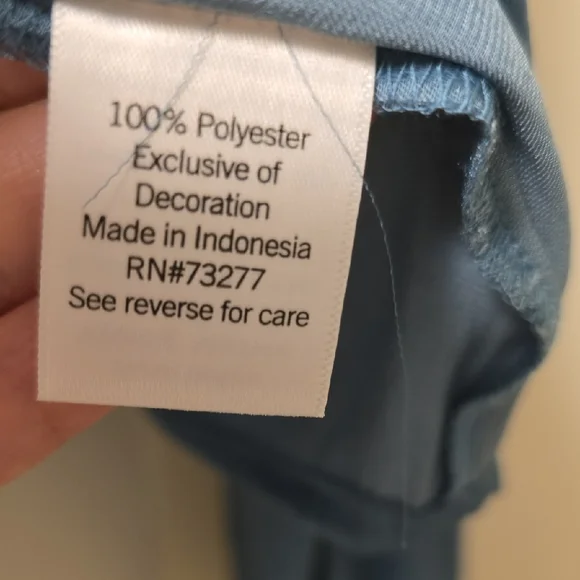 100% Polyester
Exclusive of
Decoration
Made in Indonesia
RN#73277
See reverse for care